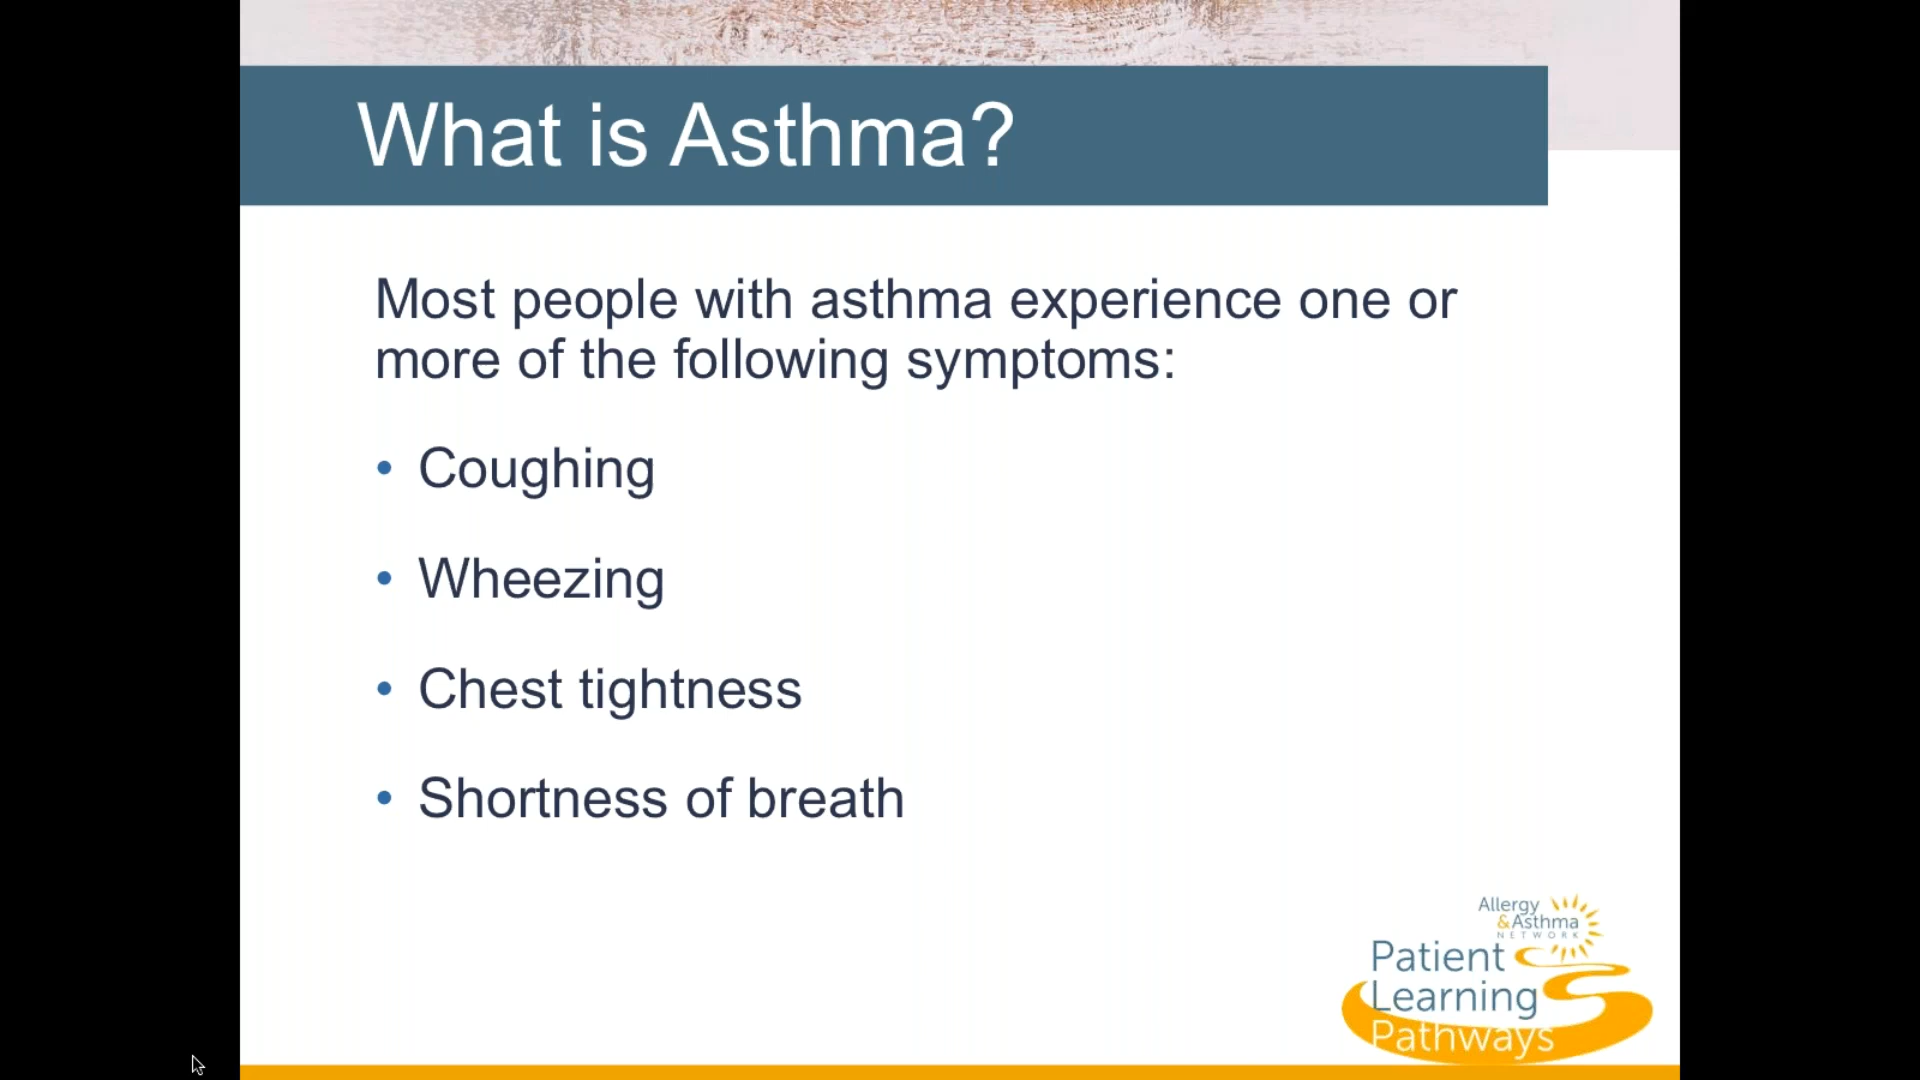 What is Asthma?
Most people with asthma experience one or
more of the following symptoms:
• Coughing
• Wheezing
• Chest tightness
• Shortness of breath
Allergy
&Asthma
NETWORK
Patient
Learning
Pathways